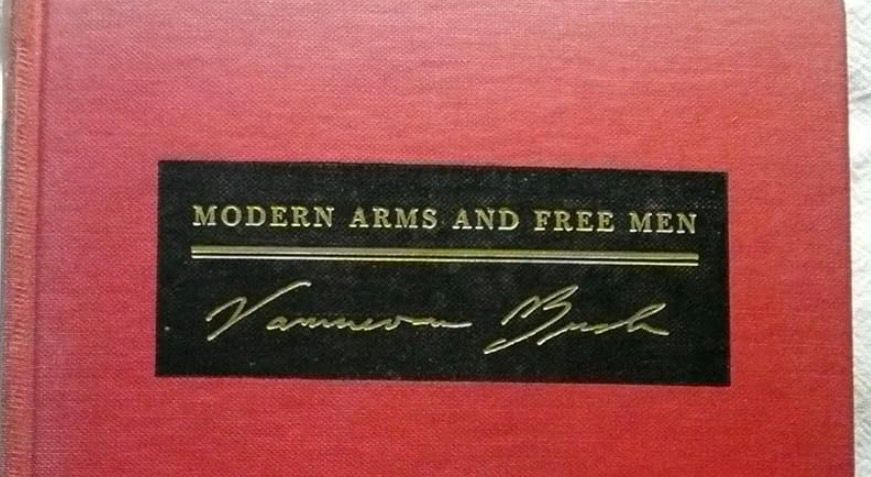 MODERN ARMS AND FREE MEN
Vannevar Bush